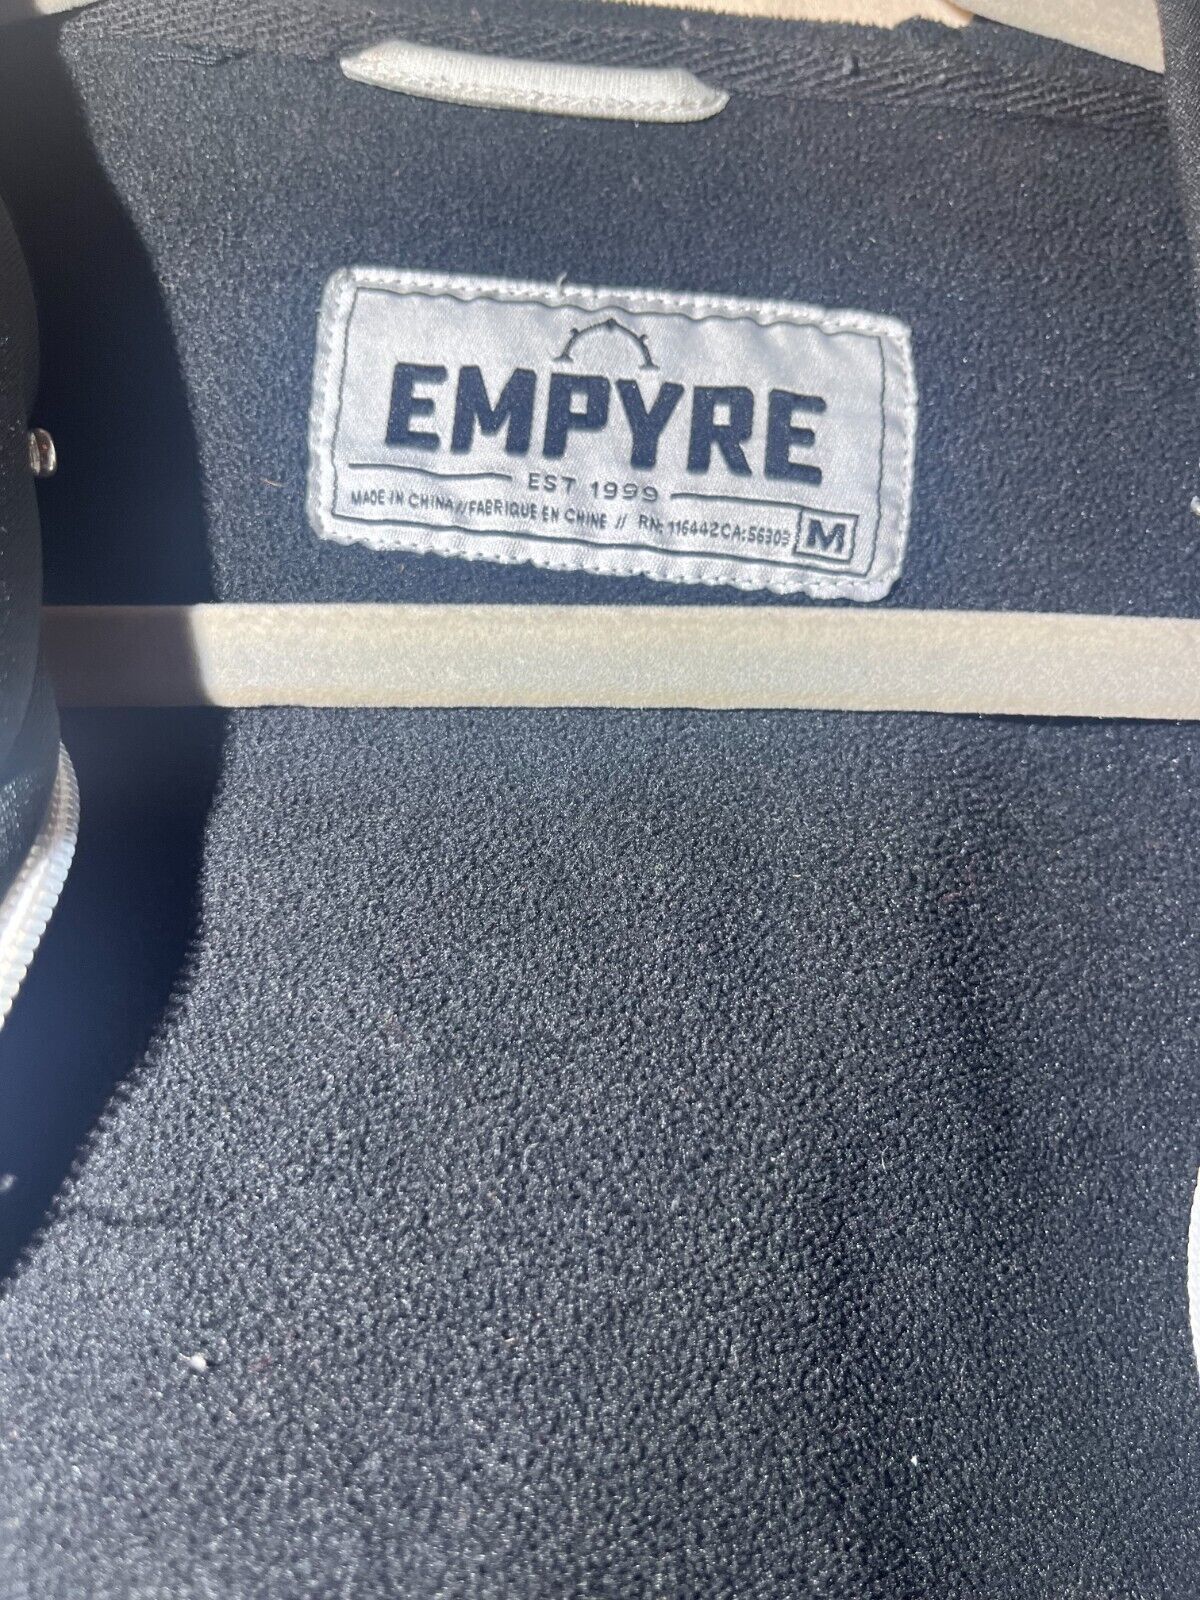 EMPYRE
EST 1999
MADE IN CHINA // FABRIQUE EN CHINE // RN: 116442 CA: 56303 M